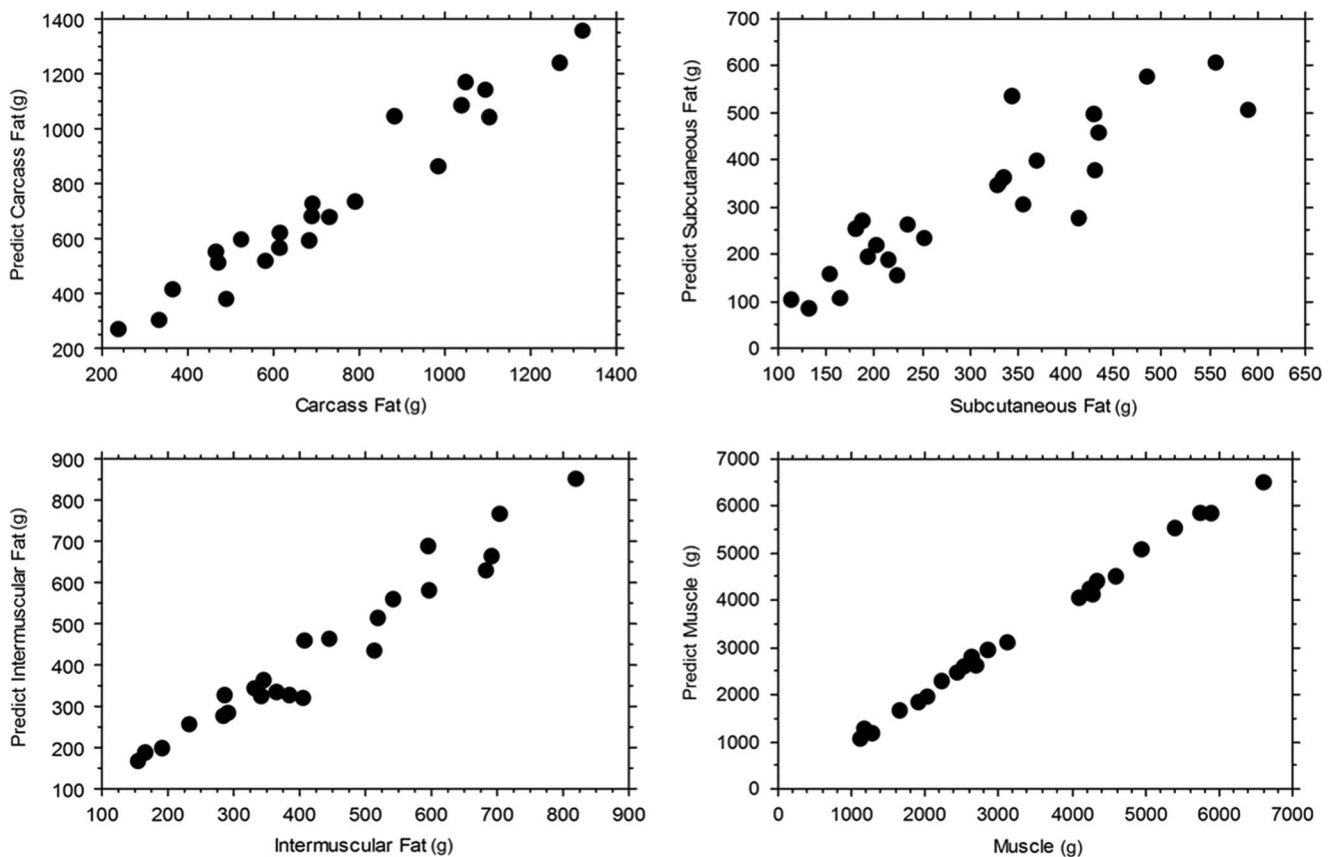 1400
1200
1000
800
600
400
200
Predict Carcass Fat (g)
200 400 600 800 1000 1200 1400
Carcass Fat (g)
700
600
500
400
300
200
100
0
Predict Subcutaneous Fat (g)
100 150 200 250 300 350 400 450 500 550 600 650
Subcutaneous Fat (g)
900
800
700
600
500
400
300
200
100
Predict Intermuscular Fat (g)
100 200 300 400 500 600 700 800 900
Intermuscular Fat (g)
7000
6000
5000
4000
3000
2000
1000
0
Predict Muscle (g)
0 1000 2000 3000 4000 5000 6000 7000
Muscle (g)